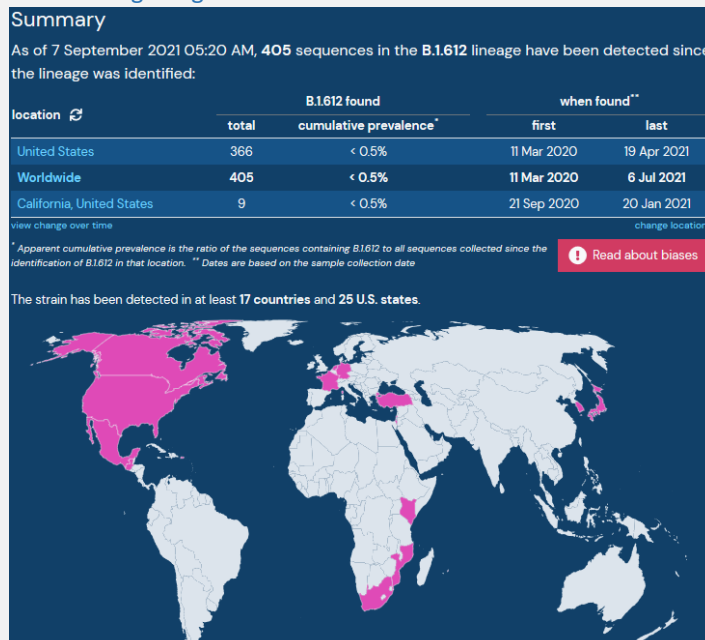 Summary
As of 7 September 2021 05:20 AM, 405 sequences in the B.1.612 lineage have been detected since
the lineage was identified:
location
B.1.612 found
when found**
total
cumulative prevalence*
first
last
United States 366 < 0.5% 11 Mar 2020 19 Apr 2021
Worldwide 405 < 0.5% 11 Mar 2020 6 Jul 2021
California, United States 9 < 0.5% 21 Sep 2020 20 Jan 2021
view change over time
change location
* Apparent cumulative prevalence is the ratio of the sequences containing B.1.612 to all sequences collected since the
identification of B.1.612 in that location. ** Dates are based on the sample collection date
! Read about biases
The strain has been detected in at least 17 countries and 25 U.S. states.